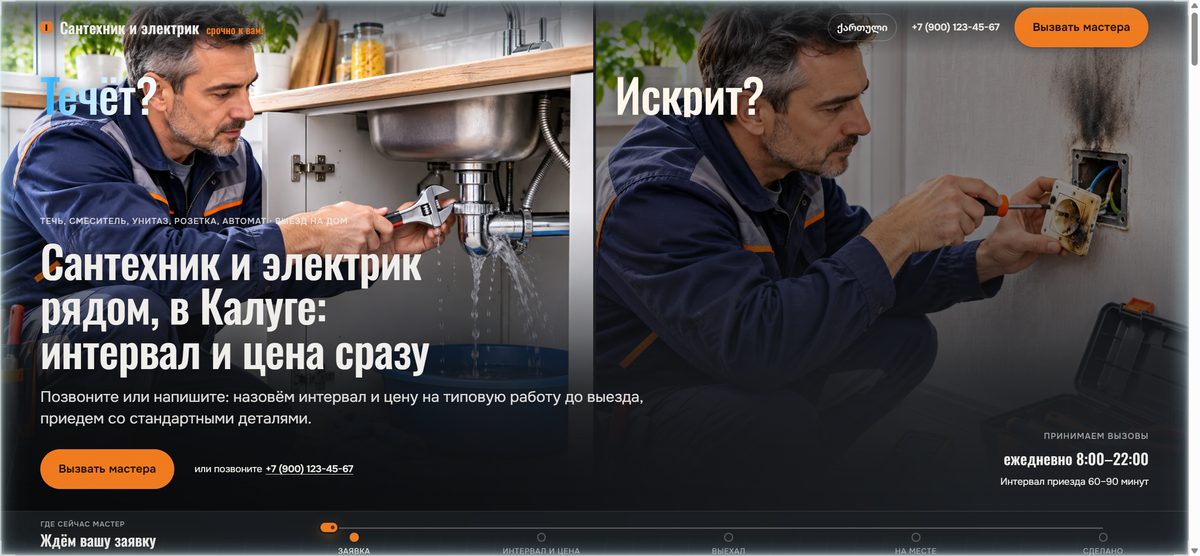 Сантехник и электрик срочно к вам!
ქართული
+7 (900) 123-45-67
Вызвать мастера
Течёт?
Искрит?
ТЕЧЬ, СМЕСИТЕЛЬ, УНИТАЗ, РОЗЕТКА, АВТОМАТ · ВЫЕЗД НА ДОМ
Сантехник и электрик
рядом, в Калуге:
интервал и цена сразу
Позвоните или напишите: назовём интервал и цену на типовую работу до выезда,
приедем со стандартными деталями.
Вызвать мастера
или позвоните +7 (900) 123-45-67
ПРИНИМАЕМ ВЫЗОВЫ
ежедневно 8:00–22:00
Интервал приезда 60–90 минут
ГДЕ СЕЙЧАС МАСТЕР
Ждём вашу заявку
ЗАЯВКА
ИНТЕРВАЛ И ЦЕНА
ВЫЕХАЛ
НА МЕСТЕ
СДЕЛАНО